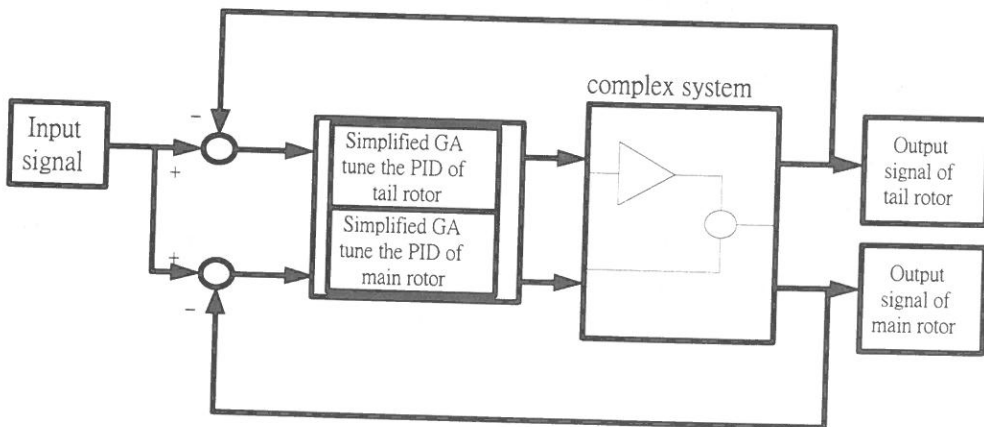 complex system
Input
signal
−
+
Simplified GA
tune the PID of
tail rotor
Simplified GA
tune the PID of
main rotor
+
−
Output
signal of
tail rotor
Output
signal of
main rotor